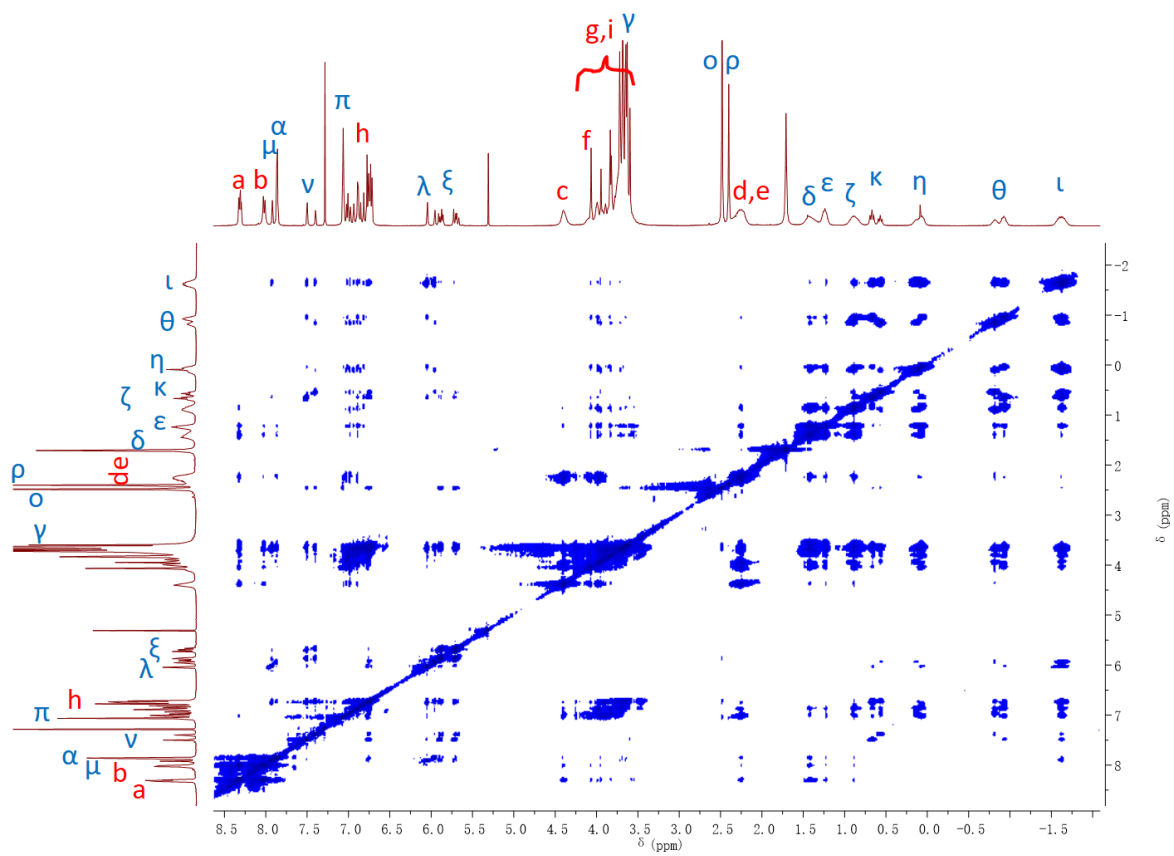 g,i γ
ο ρ
π
α
μ h f
a b ν λ ξ c d,e δ ε ζ κ η θ ι
ι
θ
η
κ
ζ
ε
δ
de
ρ
ο
γ
ξ
λ
h
π
ν
α
b
μ
a
-2
-1
0
1
2
3
4
5
6
7
8
δ (ppm)
8.5 8.0 7.5 7.0 6.5 6.0 5.5 5.0 4.5 4.0 3.5 3.0 2.5 2.0 1.5 1.0 0.5 0.0 -0.5 -1.0 -1.5
δ (ppm)